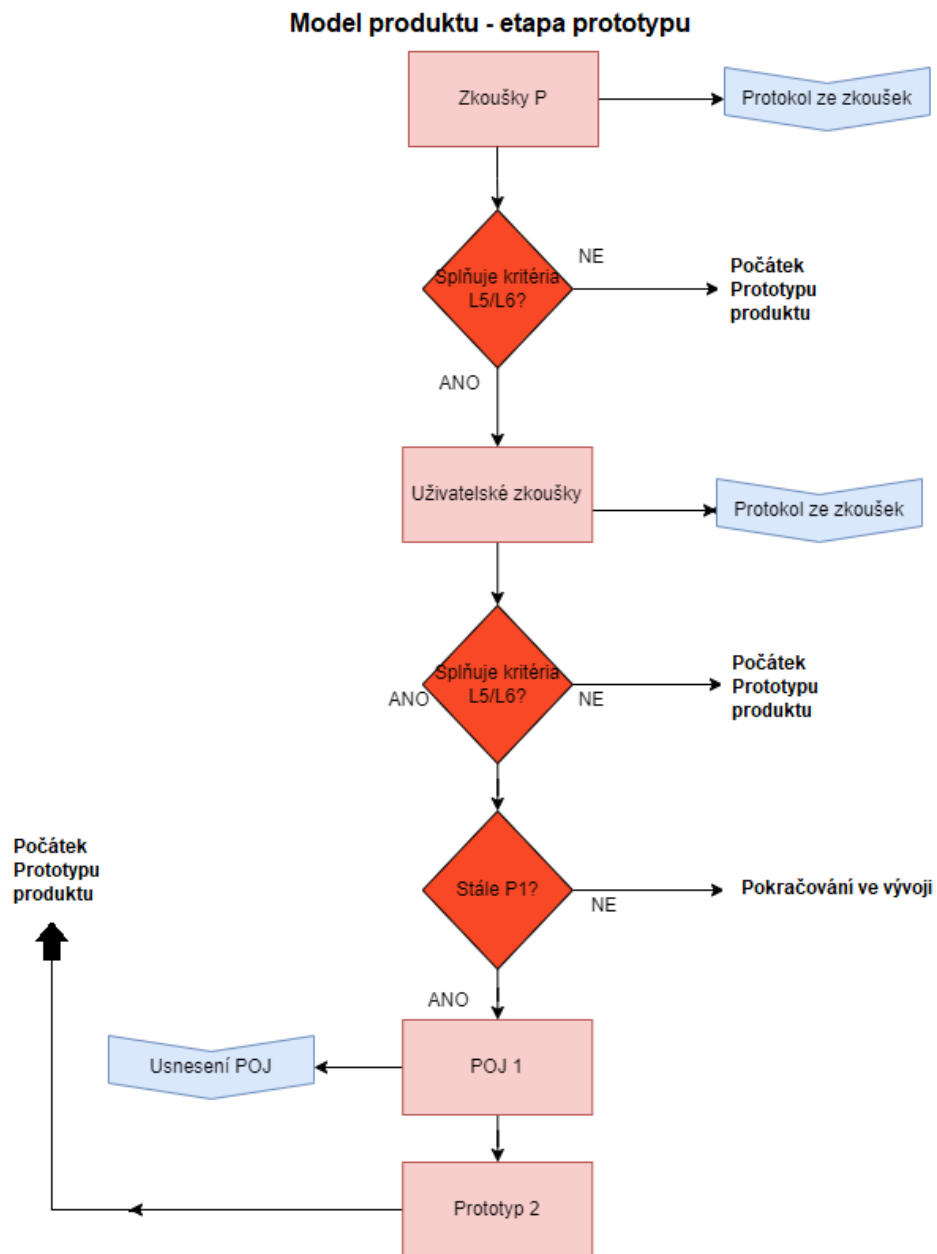 Model produktu - etapa prototypu
Zkoušky P
Protokol ze zkoušek
NE
Splňuje kritéria
L5/L6?
Počátek
Prototypu
produktu
ANO
Uživatelské zkoušky
Protokol ze zkoušek
Splňuje kritéria
L5/L6?
ANO
NE
Počátek
Prototypu
produktu
Počátek
Prototypu
produktu
Stále P1?
NE
Pokračování ve vývoji
ANO
Usnesení POJ
POJ 1
Prototyp 2